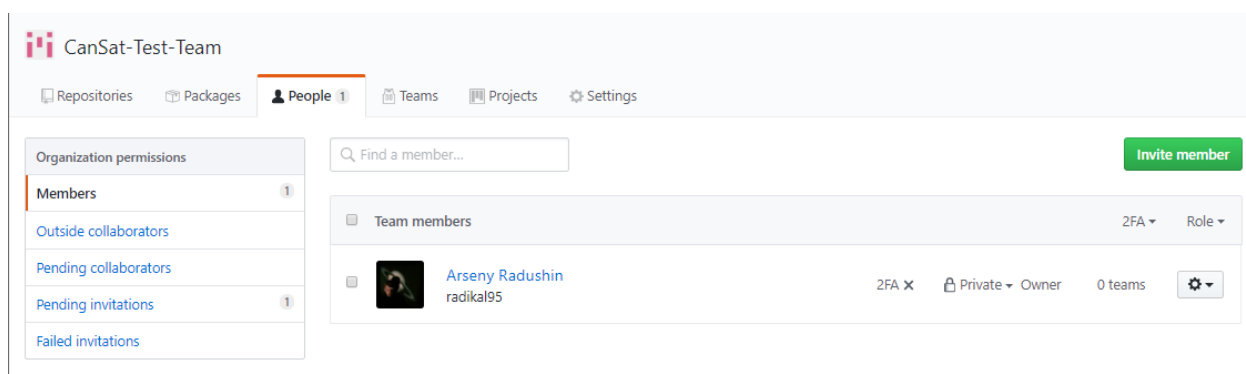 CanSat-Test-Team
Repositories Packages People 1 Teams Projects Settings
Organization permissions
Members 1
Outside collaborators
Pending collaborators
Pending invitations 1
Failed invitations
Find a member...
Invite member
Team members 2FA Role
Arseny Radushin
radikal95
2FA Private Owner 0 teams